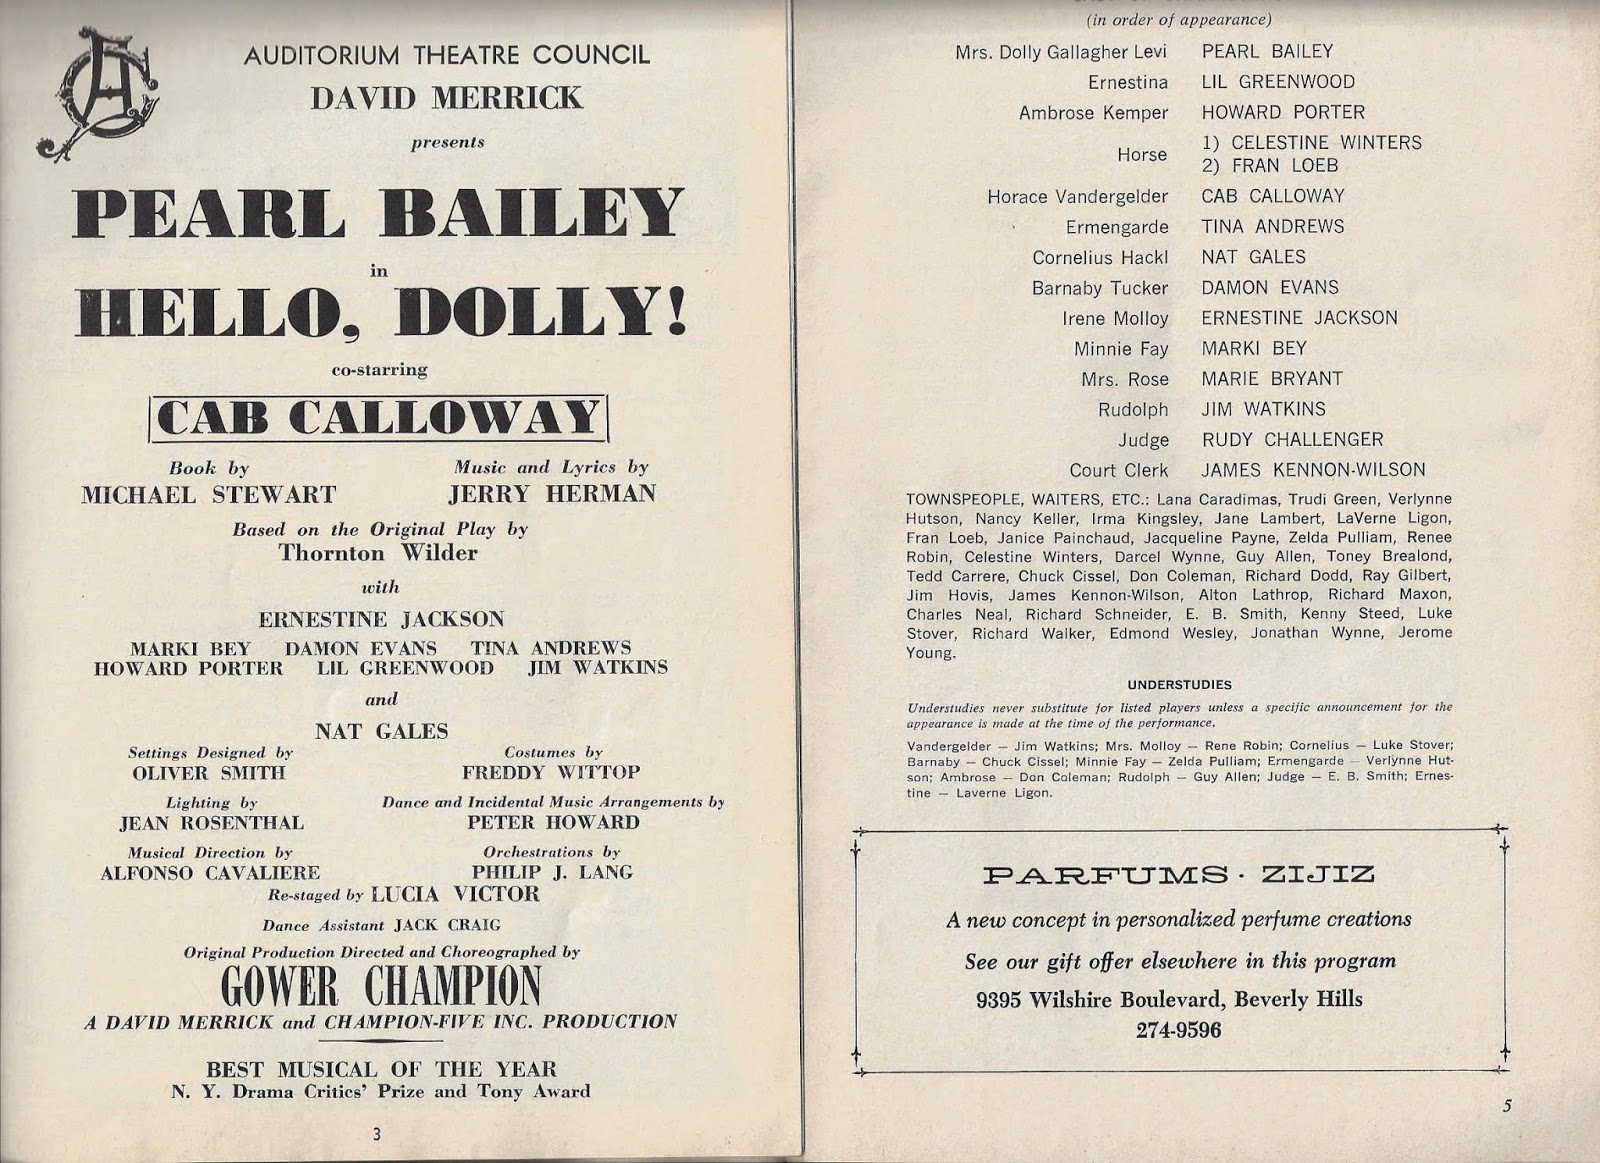 AUDITORIUM THEATRE COUNCIL
DAVID MERRICK
presents
PEARL BAILEY
in
HELLO, DOLLY!
co-starring
CAB CALLOWAY
Book by
MICHAEL STEWART
Music and Lyrics by
JERRY HERMAN
Based on the Original Play by
Thornton Wilder
with
ERNESTINE JACKSON
MARKI BEY DAMON EVANS TINA ANDREWS
HOWARD PORTER LIL GREENWOOD JIM WATKINS
and
NAT GALES
Settings Designed by
OLIVER SMITH
Costumes by
FREDDY WITTOP
Lighting by
JEAN ROSENTHAL
Dance and Incidental Music Arrangements by
PETER HOWARD
Musical Direction by
ALFONSO CAVALIERE
Orchestrations by
PHILIP J. LANG
Re-staged by LUCIA VICTOR
Dance Assistant JACK CRAIG
Original Production Directed and Choreographed by
GOWER CHAMPION
A DAVID MERRICK and CHAMPION-FIVE INC. PRODUCTION
BEST MUSICAL OF THE YEAR
N. Y. Drama Critics' Prize and Tony Award
3
(in order of appearance)
Mrs. Dolly Gallagher Levi PEARL BAILEY
Ernestina LIL GREENWOOD
Ambrose Kemper HOWARD PORTER
Horse 1) CELESTINE WINTERS
2) FRAN LOEB
Horace Vandergelder CAB CALLOWAY
Ermengarde TINA ANDREWS
Cornelius Hackl NAT GALES
Barnaby Tucker DAMON EVANS
Irene Molloy ERNESTINE JACKSON
Minnie Fay MARKI BEY
Mrs. Rose MARIE BRYANT
Rudolph JIM WATKINS
Judge RUDY CHALLENGER
Court Clerk JAMES KENNON-WILSON
TOWNSPEOPLE, WAITERS, ETC.: Lana Caradimas, Trudi Green, Verlynne
Hutson, Nancy Keller, Irma Kingsley, Jane Lambert, LaVerne Ligon,
Fran Loeb, Janice Painchaud, Jacqueline Payne, Zelda Pulliam, Renee
Robin, Celestine Winters, Darcel Wynne, Guy Allen, Toney Brealond,
Tedd Carrere, Chuck Cissel, Don Coleman, Richard Dodd, Ray Gilbert,
Jim Hovis, James Kennon-Wilson, Alton Lathrop, Richard Maxon,
Charles Neal, Richard Schneider, E. B. Smith, Kenny Steed, Luke
Stover, Richard Walker, Edmond Wesley, Jonathan Wynne, Jerome
Young.
UNDERSTUDIES
Understudies never substitute for listed players unless a specific announcement for the
appearance is made at the time of the performance.
Vandergelder — Jim Watkins; Mrs. Molloy — Rene Robin; Cornelius — Luke Stover;
Barnaby — Chuck Cissel; Minnie Fay — Zelda Pulliam; Ermengarde — Verlynne Hut-
son; Ambrose — Don Coleman; Rudolph — Guy Allen; Judge — E. B. Smith; Ernes-
tine — Laverne Ligon.
PARFUMS · ZIJIZ
A new concept in personalized perfume creations
See our gift offer elsewhere in this program
9395 Wilshire Boulevard, Beverly Hills
274-9596
5